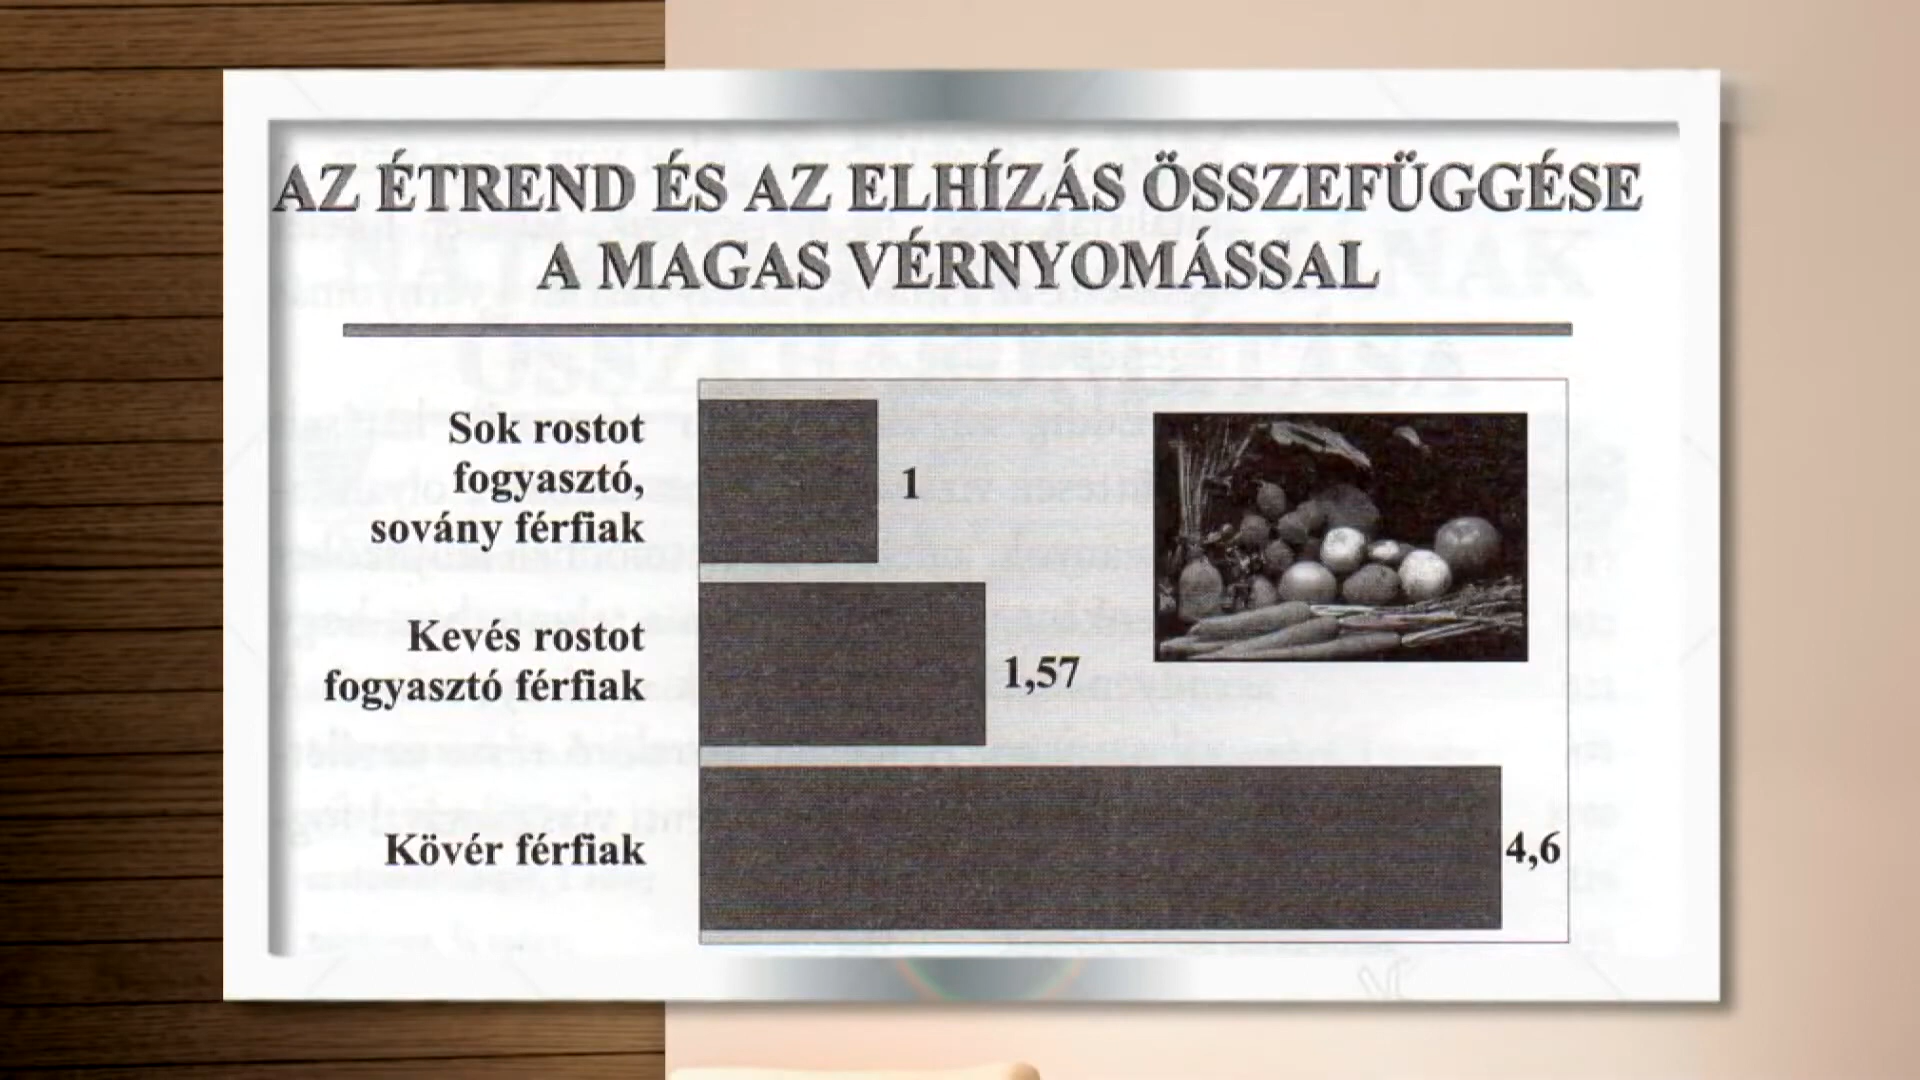 AZ ÉTREND ÉS AZ ELHÍZÁS ÖSSZEFÜGGÉSE
A MAGAS VÉRNYOMÁSSAL
Sok rostot
fogyasztó,
sovány férfiak
1
Kevés rostot
fogyasztó férfiak
1,57
Kövér férfiak
4,6